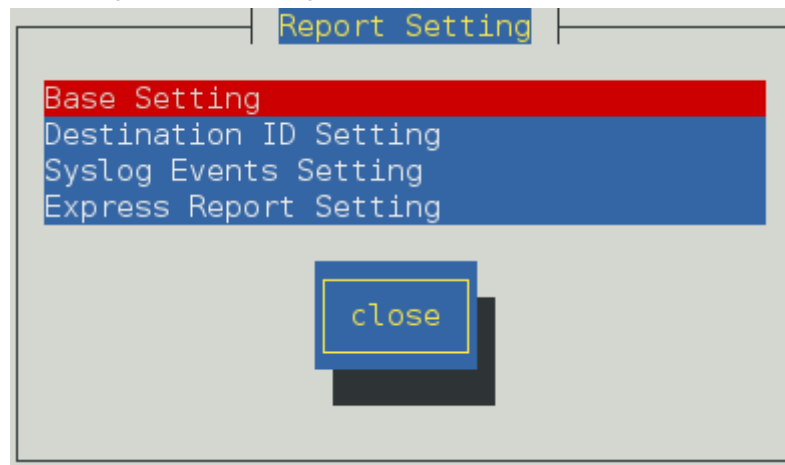 Report Setting
Base Setting
Destination ID Setting
Syslog Events Setting
Express Report Setting
close